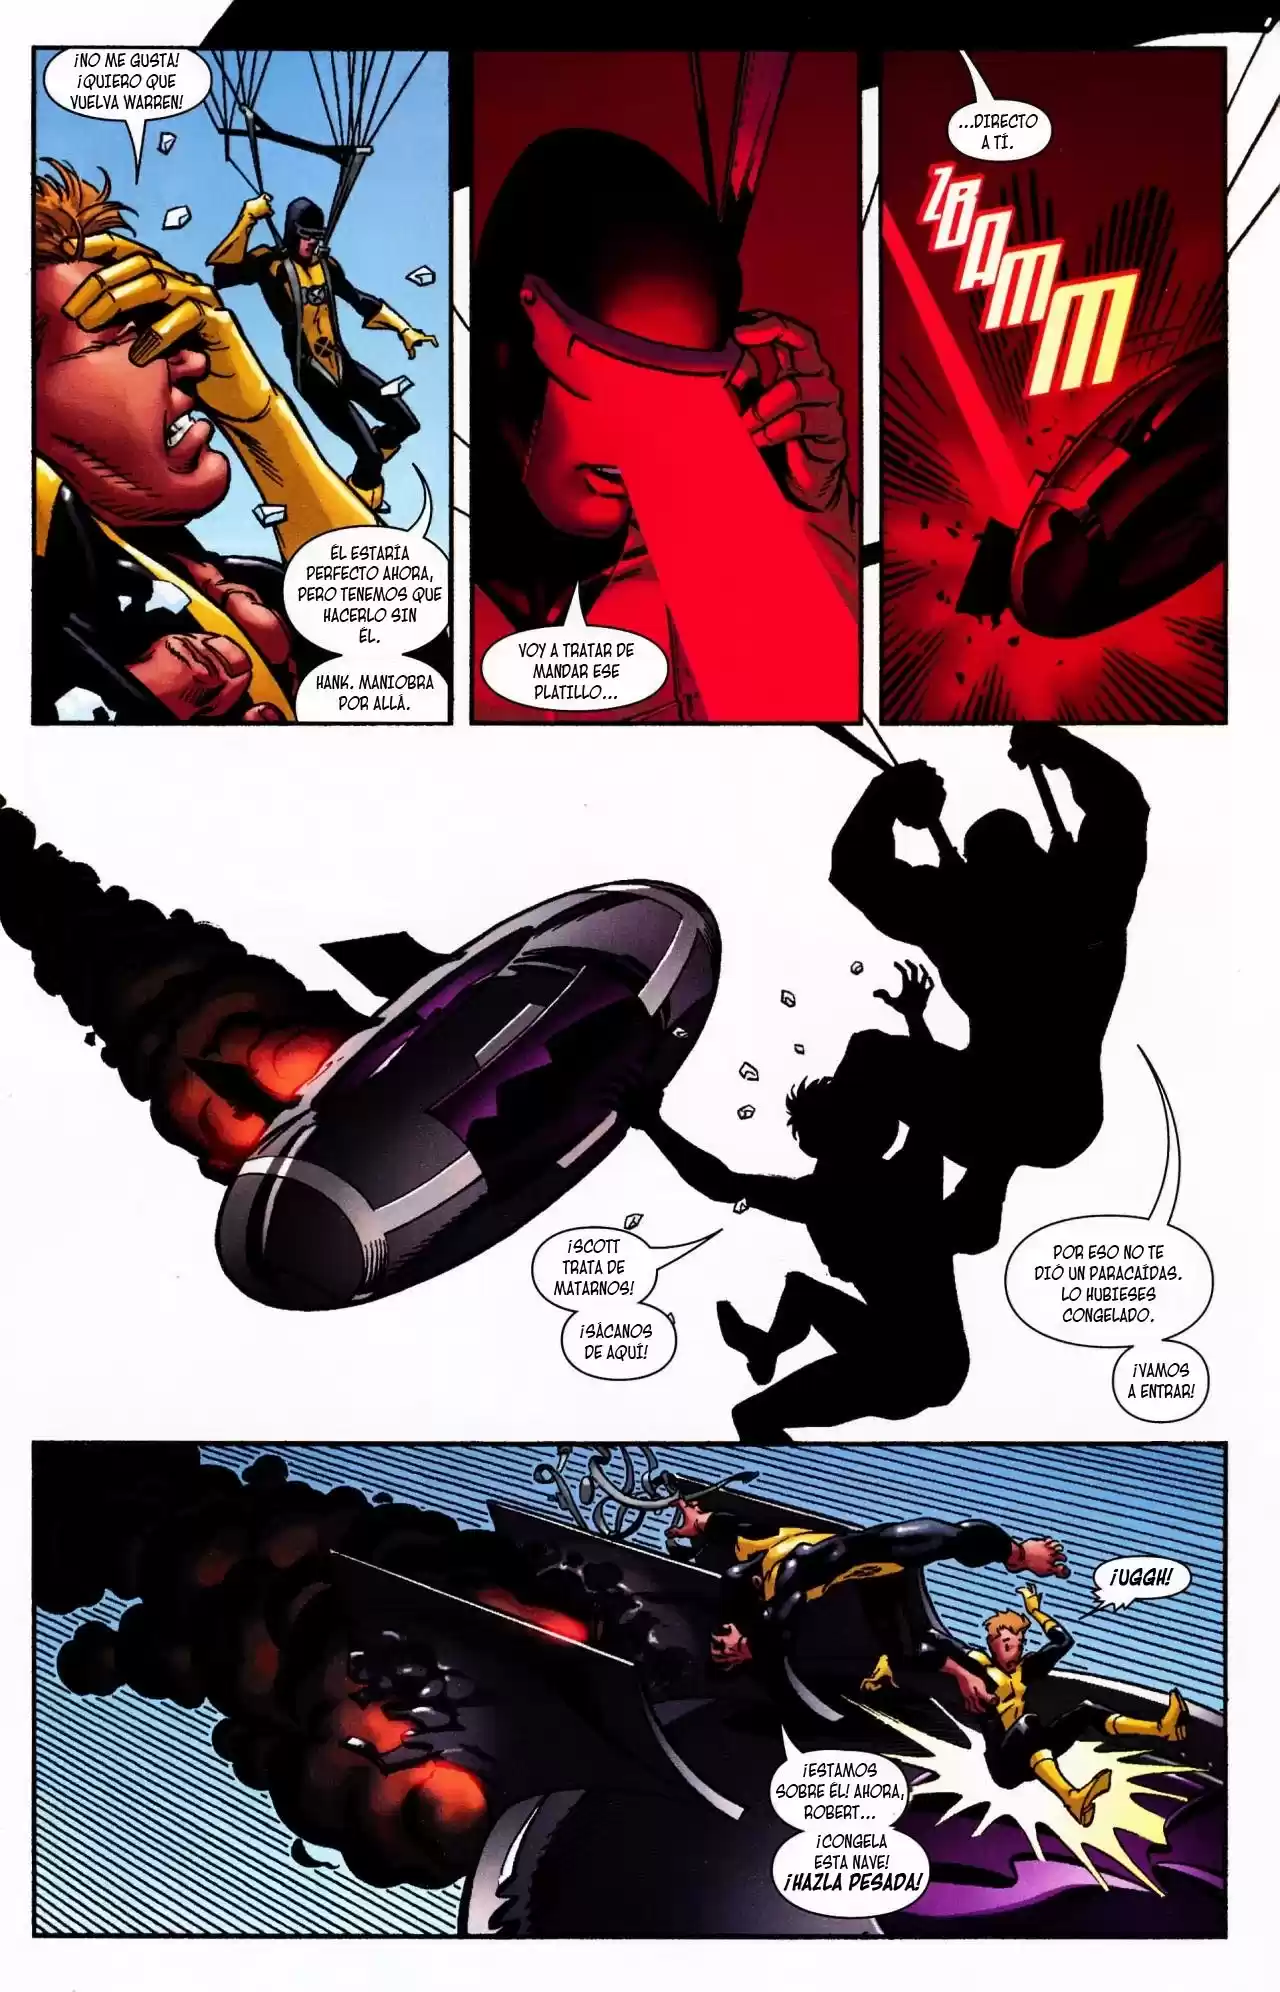 ¡NO ME GUSTA!
¡QUIERO QUE
VUELVA WARREN!
ÉL ESTARÍA
PERFECTO AHORA,
PERO TENEMOS QUE
HACERLO SIN
ÉL.
HANK. MANIOBRA
POR ALLÁ.
VOY A TRATAR DE
MANDAR ESE
PLATILLO...
...DIRECTO
A TÍ.
ZBAMM
¡SCOTT
TRATA DE
MATARNOS!
¡SÁCANOS
DE AQUÍ!
POR ESO NO TE
DIÓ UN PARACAÍDAS.
LO HUBIESES
CONGELADO.
¡VAMOS
A ENTRAR!
¡UGGH!
¡ESTAMOS
SOBRE ÉL! AHORA,
ROBERT...
¡CONGELA
ESTA NAVE!
¡HAZLA PESADA!